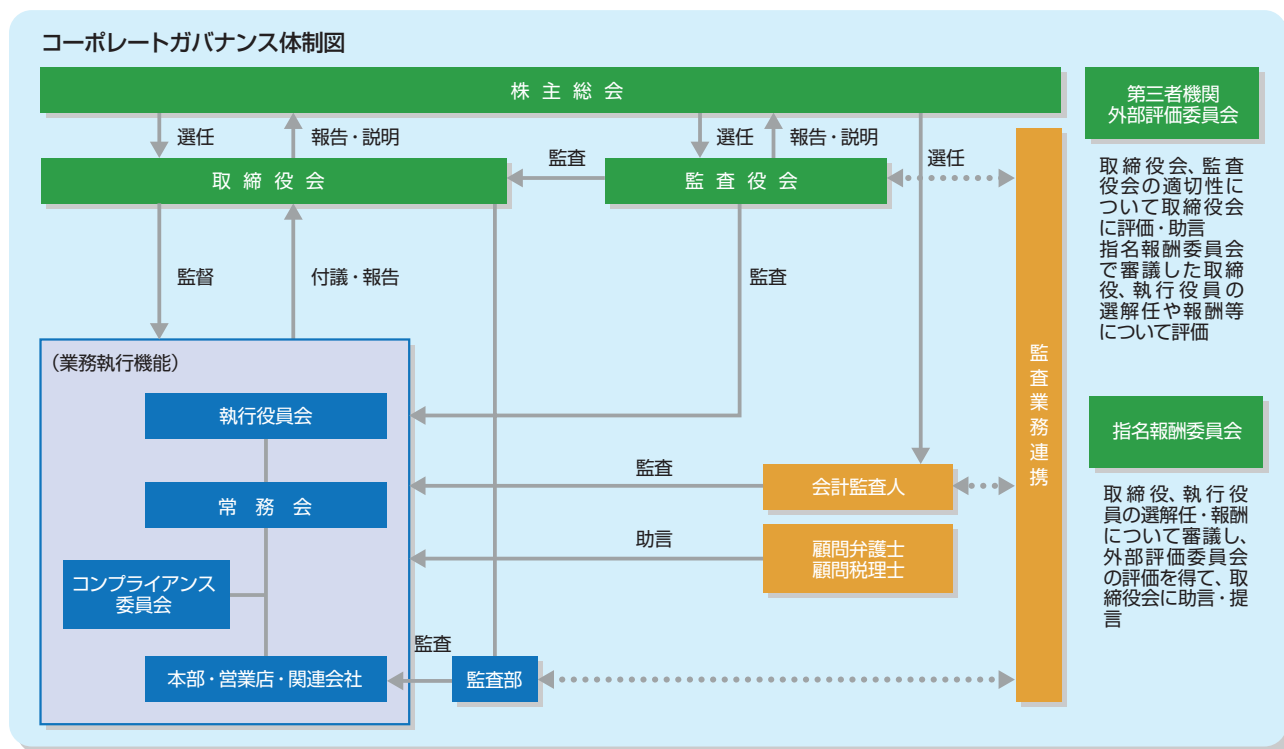 コーポレートガバナンス体制図
株主総会
選任
報告・説明
選任
報告・説明
選任
取締役会
監査
監査役会
監督
付議・報告
監査
(業務執行機能)
執行役員会
常務会
コンプライアンス
委員会
本部・営業店・関連会社
監査
会計監査人
助言
顧問弁護士
顧問税理士
監査
監査部
監査業務連携
第三者機関
外部評価委員会
取締役会、監査
役会の適切性に
ついて取締役会
に評価・助言
指名報酬委員会
で審議した取締
役、執行役員の
選解任や報酬等
について評価
指名報酬委員会
取締役、執行役
員の選解任・報酬
について審議し、
外部評価委員会
の評価を得て、取
締役会に助言・提
言